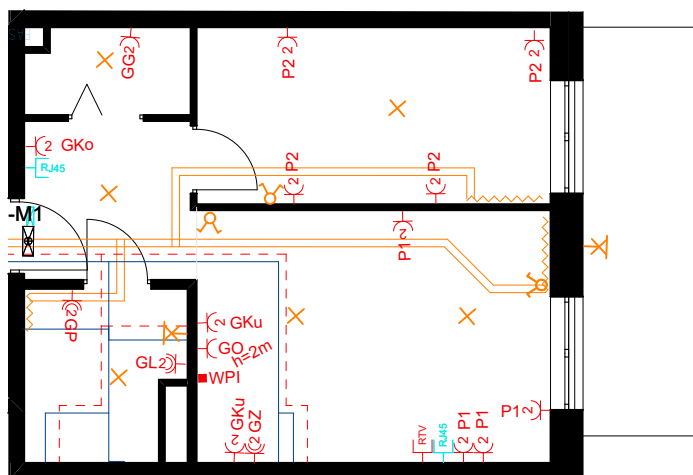 GG2
P2 2
P2 2
2 GKo
RJ45
P2
2
P2
2
-M1
P1 2
2 GP
2 GKu
GO
h=2m
GL2
WPI
GKu
2
GZ
2
RTV
RJ45
P1
2
P1
2
P1 2